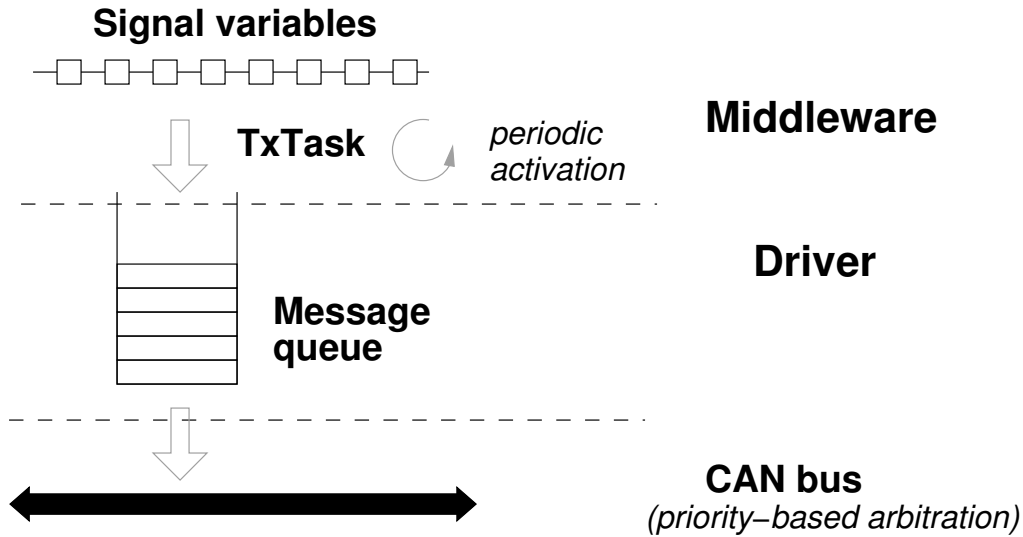 Signal variables
TxTask
periodic
activation
Middleware
Driver
Message
queue
CAN bus
(priority−based arbitration)